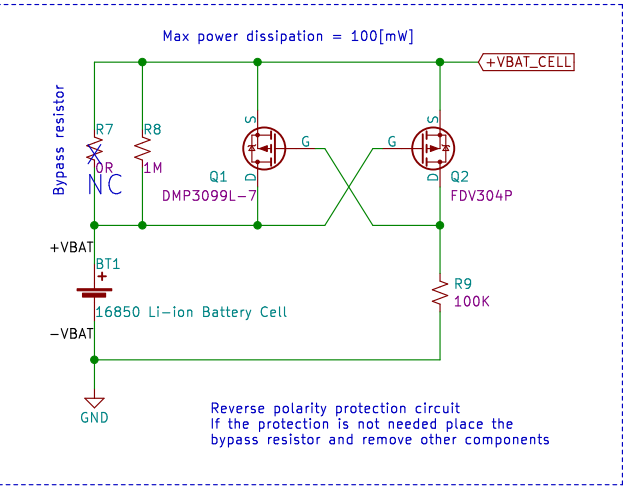 Max power dissipation = 100[mW]
+VBAT_CELL
Bypass resistor
R7
0R
NC
R8
1M
S
G
D
Q1
DMP3099L-7
S
G
D
Q2
FDV304P
+VBAT
BT1
+
16850 Li-ion Battery Cell
-VBAT
R9
100K
GND
Reverse polarity protection circuit
If the protection is not needed place the
bypass resistor and remove other components